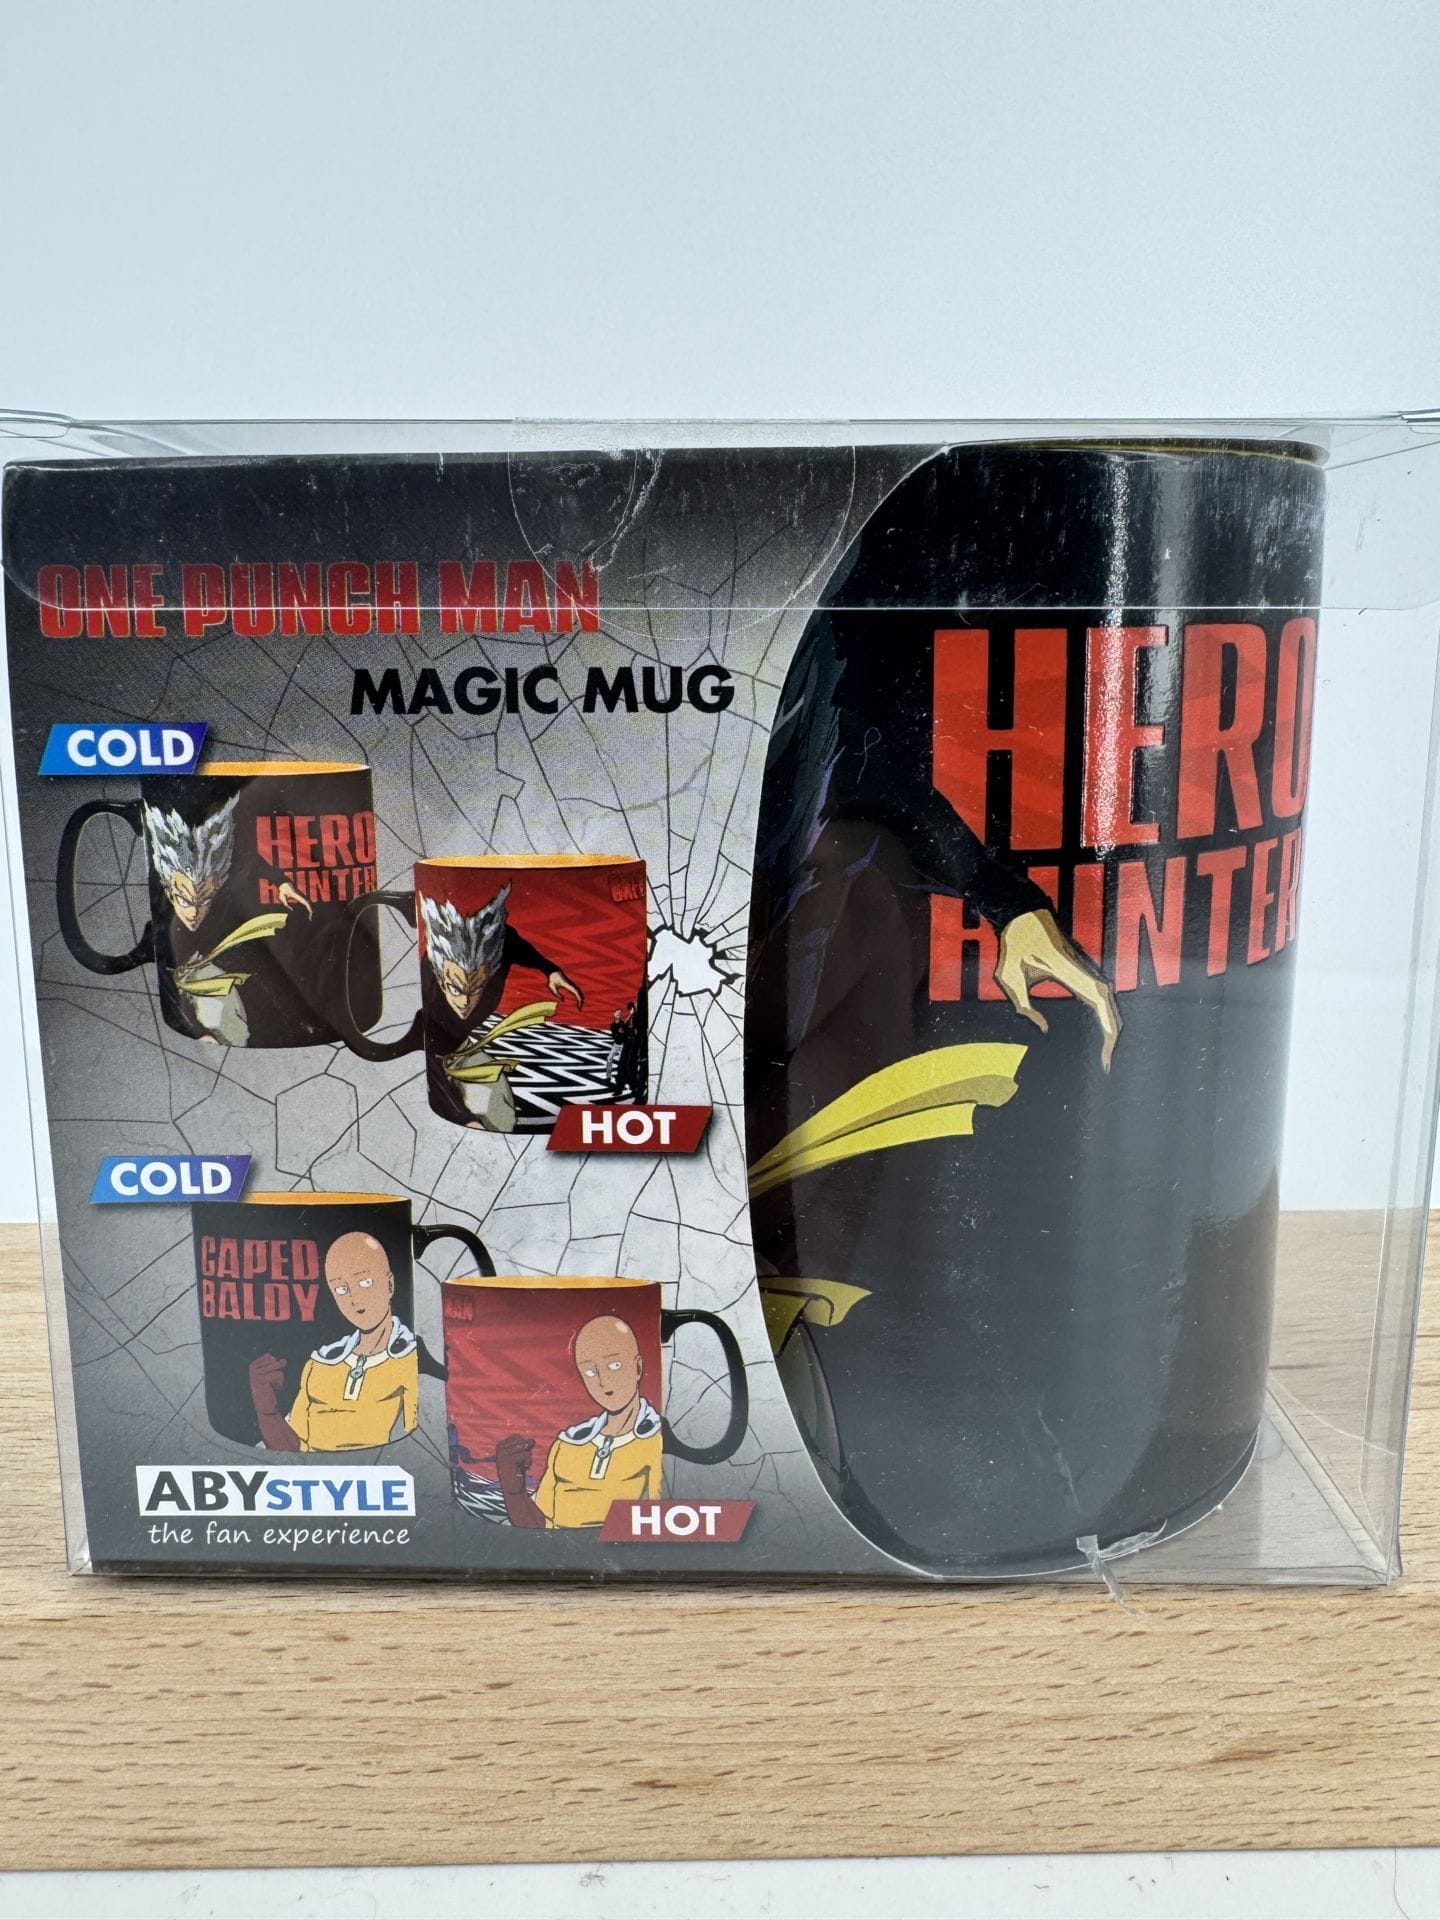 ONE PUNCH MAN
MAGIC MUG
COLD
HERO
HUNTER
HOT
COLD
CAPED
BALDY
MAN
HOT
ABYSTYLE
the fan experience
HERO
HUNTER